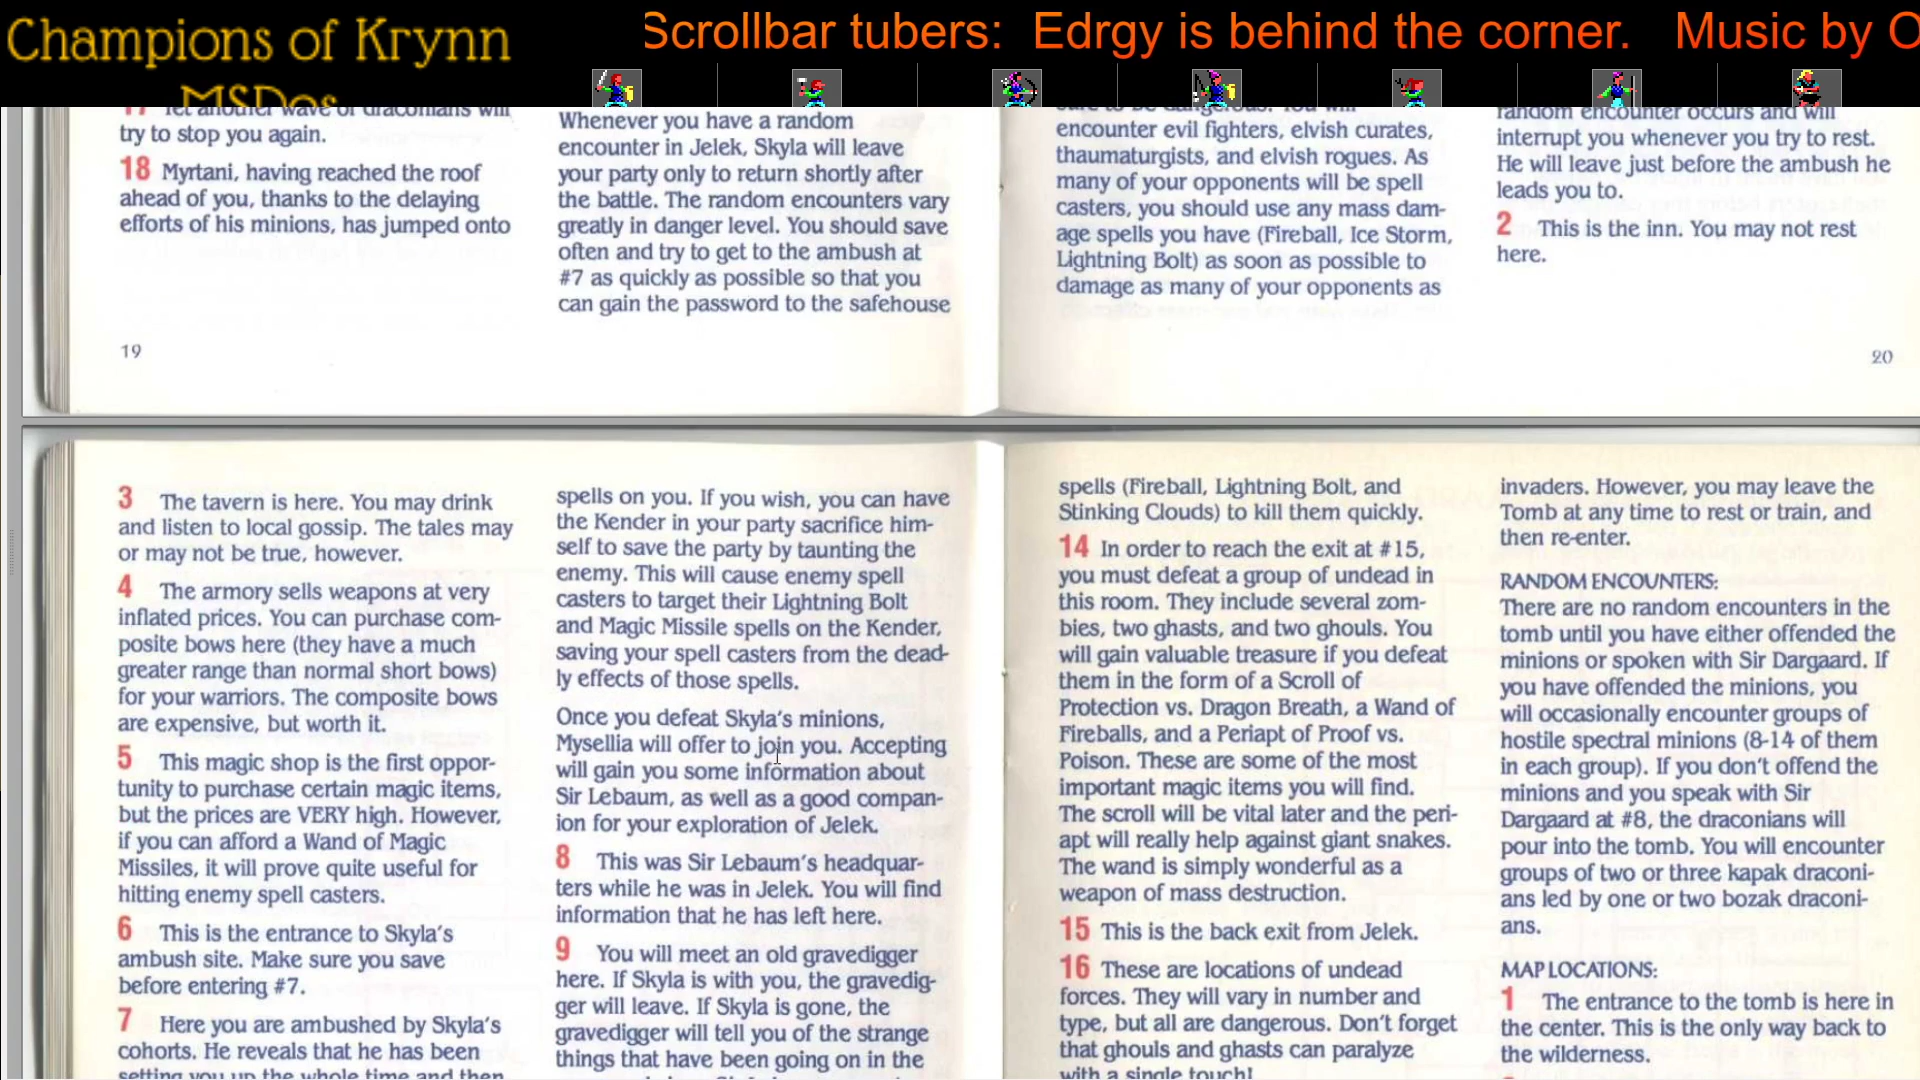 Champions of Krynn
MSDos
Scrollbar tubers: Edrgy is behind the corner. Music by O
17 Yet another wave of draconians will
try to stop you again.
18 Myrtani, having reached the roof
ahead of you, thanks to the delaying
efforts of his minions, has jumped onto
19
Whenever you have a random
encounter in Jelek, Skyla will leave
your party only to return shortly after
the battle. The random encounters vary
greatly in danger level. You should save
often and try to get to the ambush at
#7 as quickly as possible so that you
can gain the password to the safehouse
sure to be dangerous. You will
encounter evil fighters, elvish curates,
thaumaturgists, and elvish rogues. As
many of your opponents will be spell
casters, you should use any mass dam-
age spells you have (Fireball, Ice Storm,
Lightning Bolt) as soon as possible to
damage as many of your opponents as
random encounter occurs and will
interrupt you whenever you try to rest.
He will leave just before the ambush he
leads you to.
2 This is the inn. You may not rest
here.
20
3 The tavern is here. You may drink
and listen to local gossip. The tales may
or may not be true, however.
4 The armory sells weapons at very
inflated prices. You can purchase com-
posite bows here (they have a much
greater range than normal short bows)
for your warriors. The composite bows
are expensive, but worth it.
5 This magic shop is the first oppor-
tunity to purchase certain magic items,
but the prices are VERY high. However,
if you can afford a Wand of Magic
Missiles, it will prove quite useful for
hitting enemy spell casters.
6 This is the entrance to Skyla's
ambush site. Make sure you save
before entering #7.
7 Here you are ambushed by Skyla's
cohorts. He reveals that he has been
setting you up the whole time and then
spells on you. If you wish, you can have
the Kender in your party sacrifice him-
self to save the party by taunting the
enemy. This will cause enemy spell
casters to target their Lightning Bolt
and Magic Missile spells on the Kender,
saving your spell casters from the dead-
ly effects of those spells.
Once you defeat Skyla's minions,
Mysellia will offer to join you. Accepting
will gain you some information about
Sir Lebaum, as well as a good compan-
ion for your exploration of Jelek.
8 This was Sir Lebaum's headquar-
ters while he was in Jelek. You will find
information that he has left here.
9 You will meet an old gravedigger
here. If Skyla is with you, the gravedig-
ger will leave. If Skyla is gone, the
gravedigger will tell you of the strange
things that have been going on in the
spells (Fireball, Lightning Bolt, and
Stinking Clouds) to kill them quickly.
14 In order to reach the exit at #15,
you must defeat a group of undead in
this room. They include several zom-
bies, two ghasts, and two ghouls. You
will gain valuable treasure if you defeat
them in the form of a Scroll of
Protection vs. Dragon Breath, a Wand of
Fireballs, and a Periapt of Proof vs.
Poison. These are some of the most
important magic items you will find.
The scroll will be vital later and the peri-
apt will really help against giant snakes.
The wand is simply wonderful as a
weapon of mass destruction.
15 This is the back exit from Jelek.
16 These are locations of undead
forces. They will vary in number and
type, but all are dangerous. Don't forget
that ghouls and ghasts can paralyze
with a single touch!
invaders. However, you may leave the
Tomb at any time to rest or train, and
then re-enter.
RANDOM ENCOUNTERS:
There are no random encounters in the
tomb until you have either offended the
minions or spoken with Sir Dargaard. If
you have offended the minions, you
will occasionally encounter groups of
hostile spectral minions (8-14 of them
in each group). If you don't offend the
minions and you speak with Sir
Dargaard at #8, the draconians will
pour into the tomb. You will encounter
groups of two or three kapak draconi-
ans led by one or two bozak draconi-
ans.
MAP LOCATIONS:
1 The entrance to the tomb is here in
the center. This is the only way back to
the wilderness.